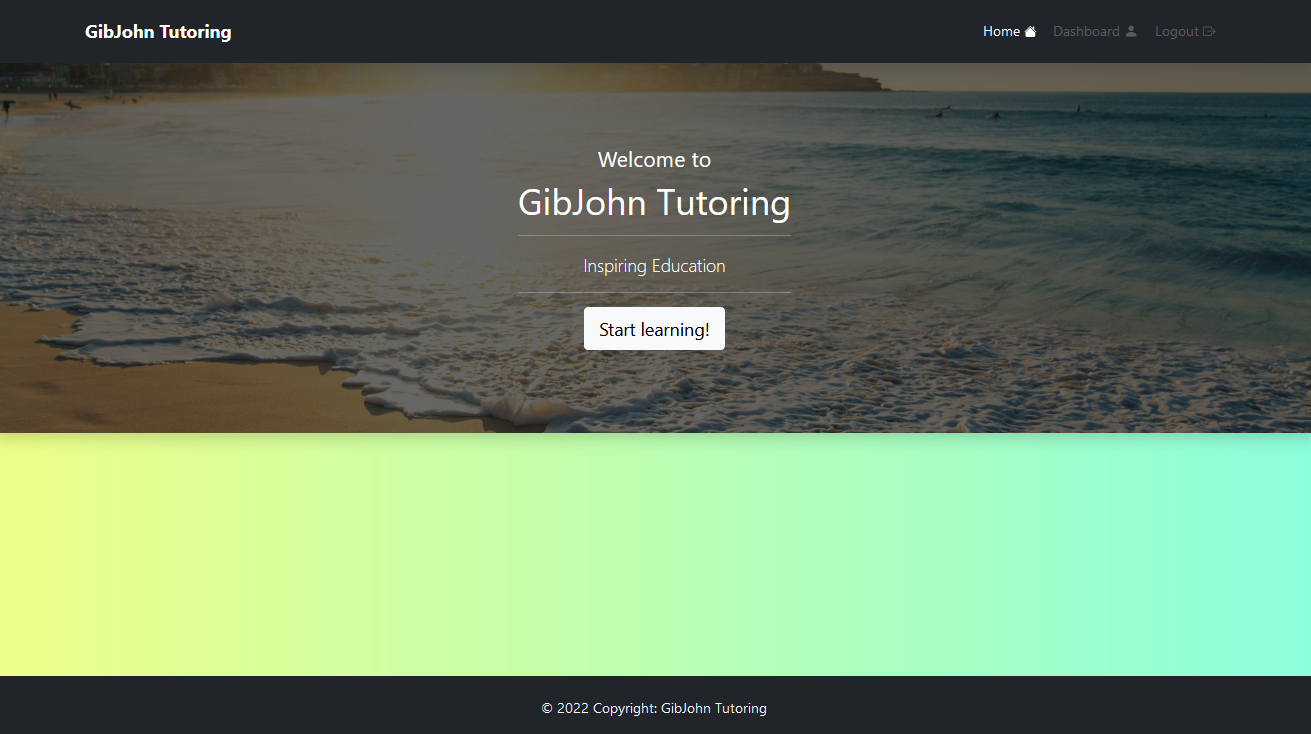 GibJohn Tutoring
Home
Dashboard
Logout
Welcome to
GibJohn Tutoring
Inspiring Education
Start learning!
© 2022 Copyright: GibJohn Tutoring